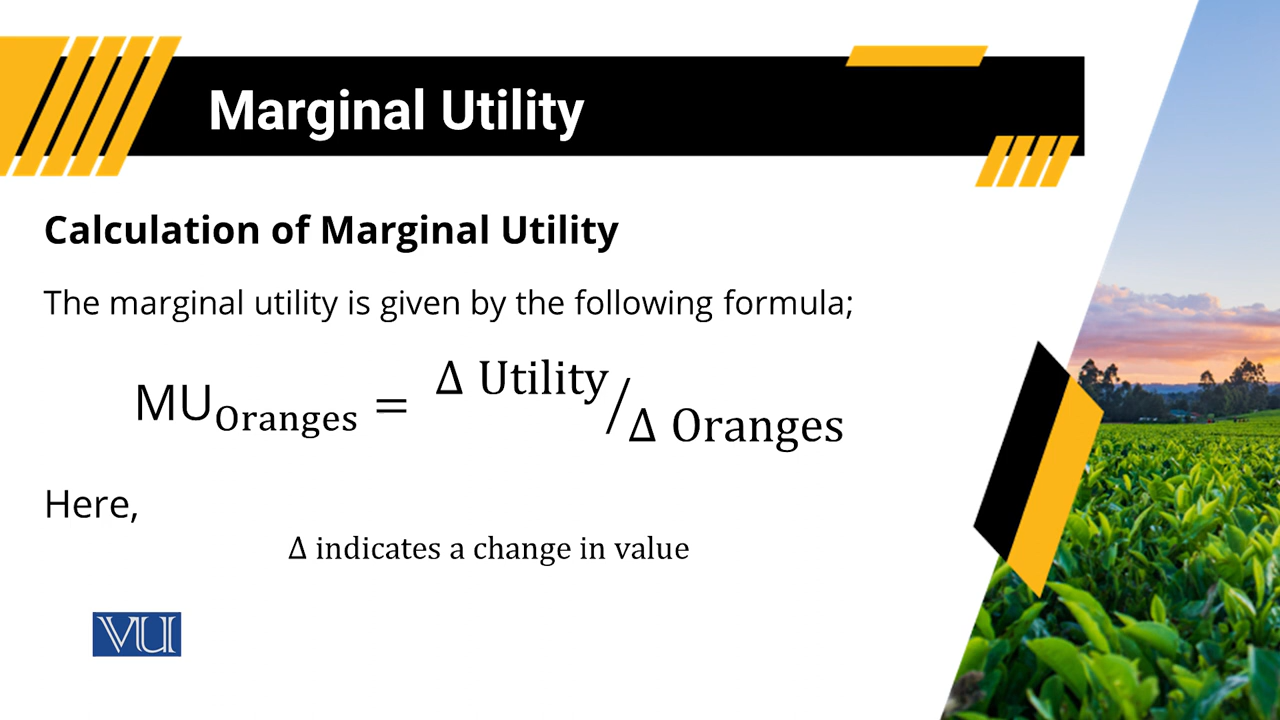 Marginal Utility
Calculation of Marginal Utility
The marginal utility is given by the following formula;
MU_Oranges = Δ Utility/Δ Oranges
Here,
Δ indicates a change in value
VU